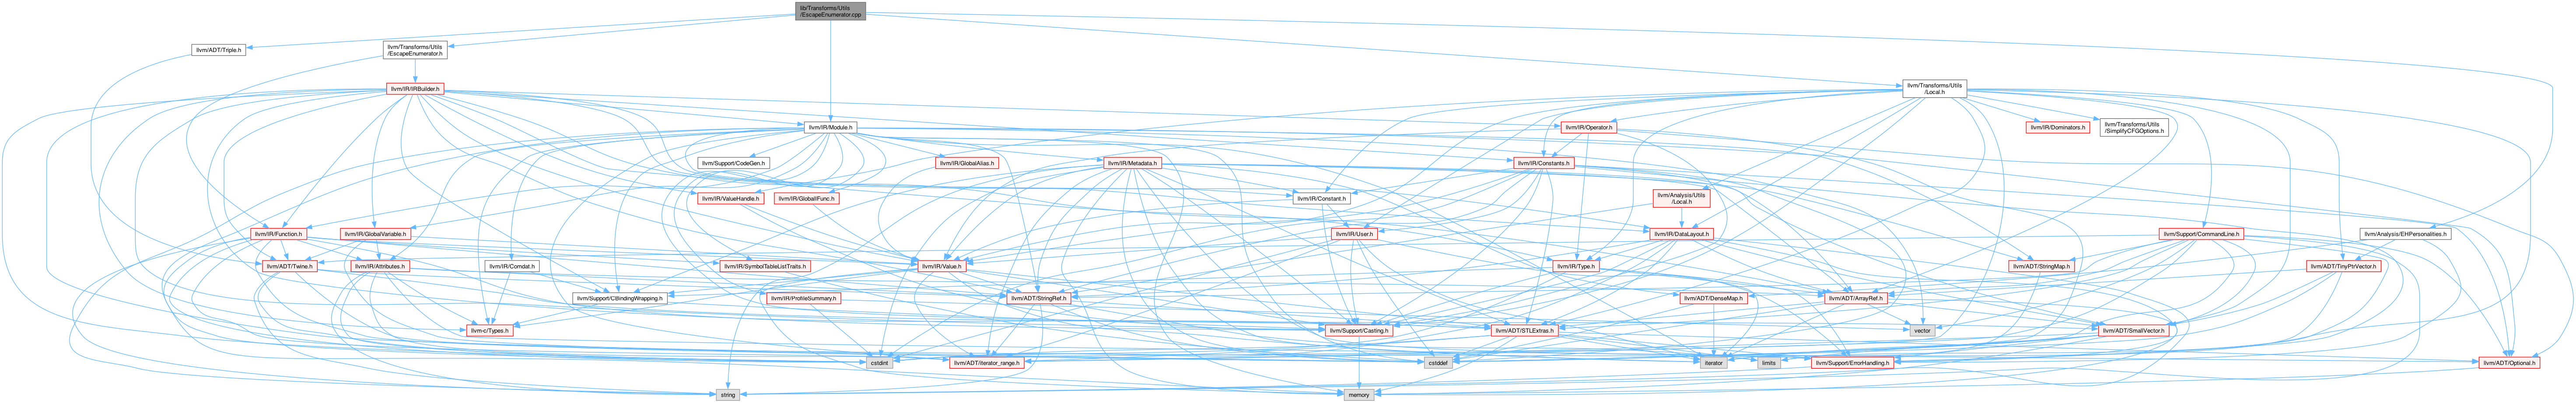 lib/Transforms/Utils
/EscapeEnumerator.cpp
llvm/ADT/Triple.h
llvm/Transforms/Utils
/EscapeEnumerator.h
llvm/IR/IRBuilder.h
llvm/Transforms/Utils
/Local.h
llvm/IR/Module.h
llvm/IR/Operator.h
llvm/IR/Dominators.h
llvm/Transforms/Utils
/SimplifyCFGOptions.h
llvm/Support/CodeGen.h
llvm/IR/GlobalAlias.h
llvm/IR/Metadata.h
llvm/IR/Constants.h
llvm/IR/ValueHandle.h
llvm/IR/GlobalIFunc.h
llvm/IR/Constant.h
llvm/Analysis/Utils
/Local.h
llvm/IR/Function.h
llvm/IR/GlobalVariable.h
llvm/IR/User.h
llvm/IR/DataLayout.h
llvm/Support/CommandLine.h
llvm/Analysis/EHPersonalities.h
llvm/ADT/Twine.h
llvm/IR/Attributes.h
llvm/IR/Comdat.h
llvm/IR/SymbolTableListTraits.h
llvm/IR/Value.h
llvm/IR/Type.h
llvm/ADT/StringMap.h
llvm/ADT/TinyPtrVector.h
llvm/Support/CBindingWrapping.h
llvm/IR/ProfileSummary.h
llvm/ADT/StringRef.h
llvm/ADT/DenseMap.h
llvm/ADT/ArrayRef.h
llvm-c/Types.h
llvm/Support/Casting.h
llvm/ADT/STLExtras.h
vector
llvm/ADT/SmallVector.h
cstdint
llvm/ADT/iterator_range.h
cstddef
iterator
limits
llvm/Support/ErrorHandling.h
llvm/ADT/Optional.h
string
memory